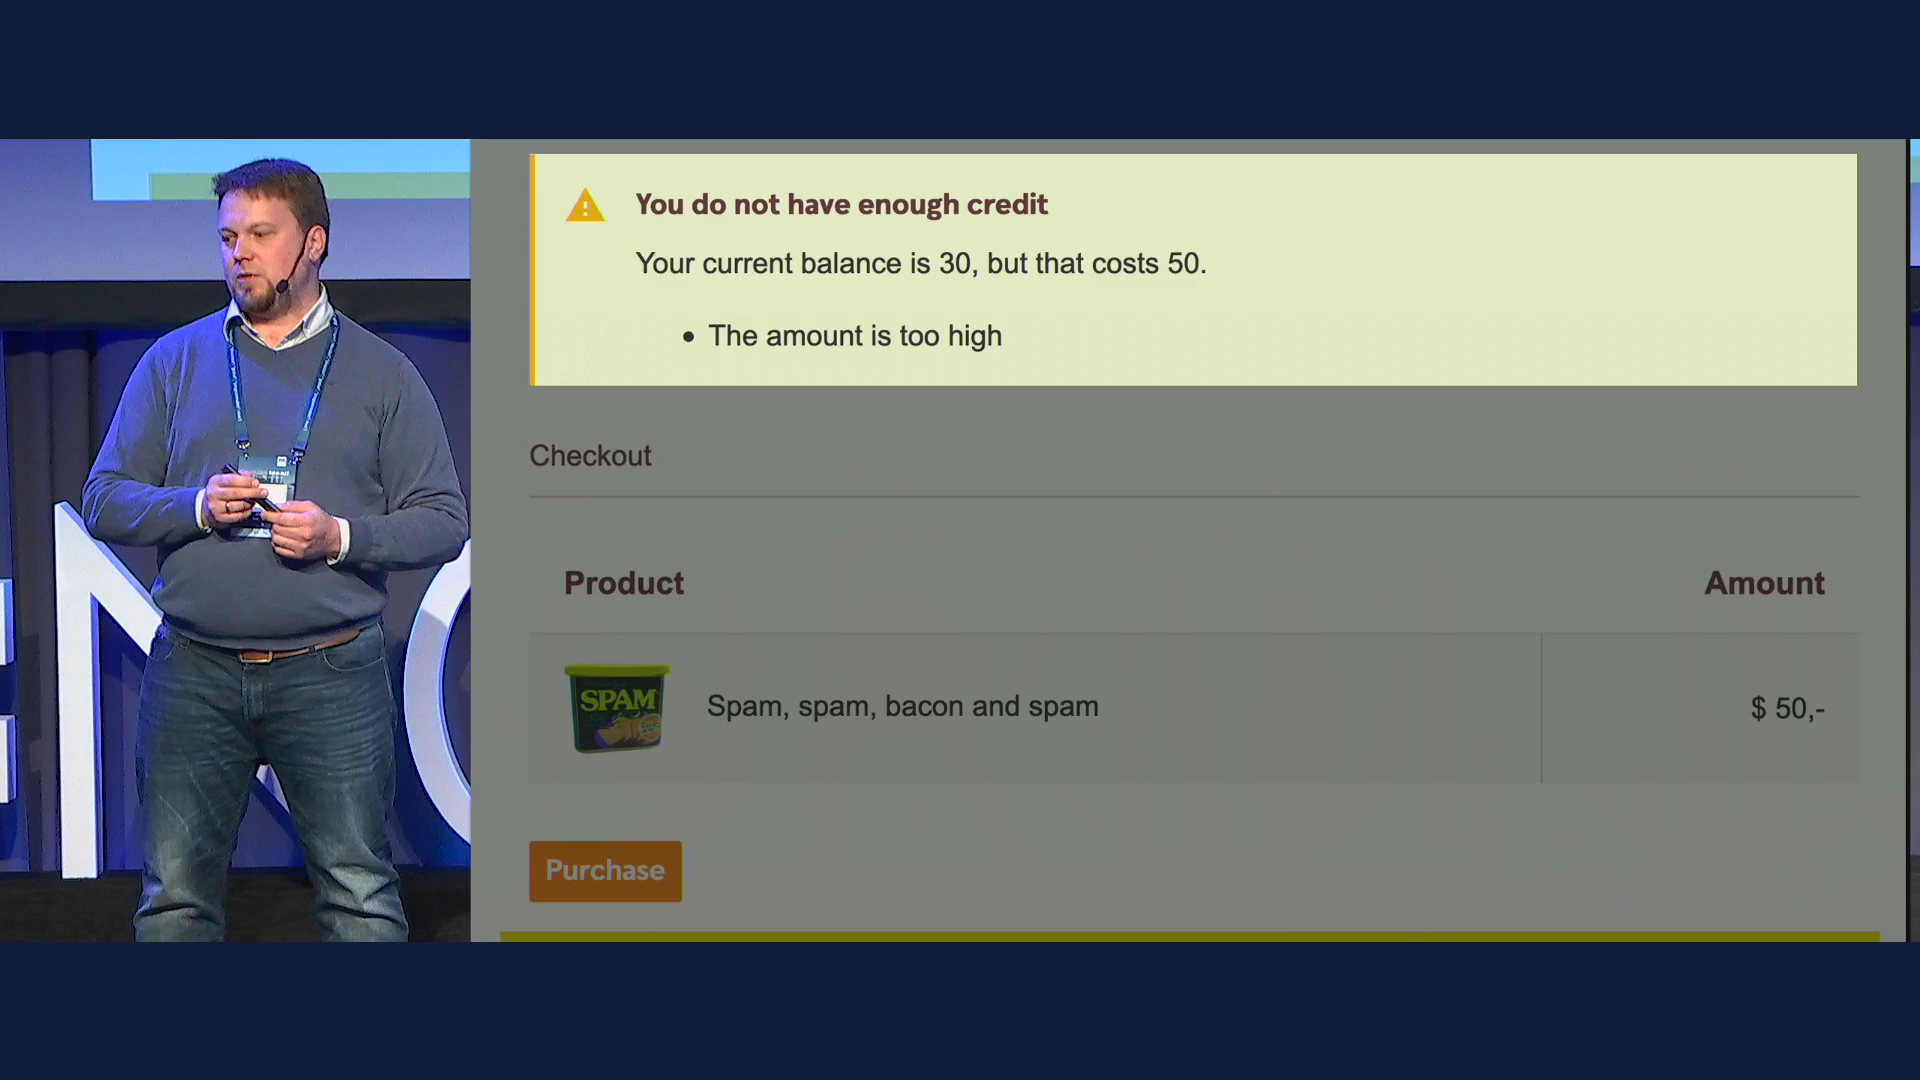 You do not have enough credit
Your current balance is 30, but that costs 50.
• The amount is too high
Checkout
Product
Amount
SPAM
Spam, spam, bacon and spam
$ 50,-
Purchase